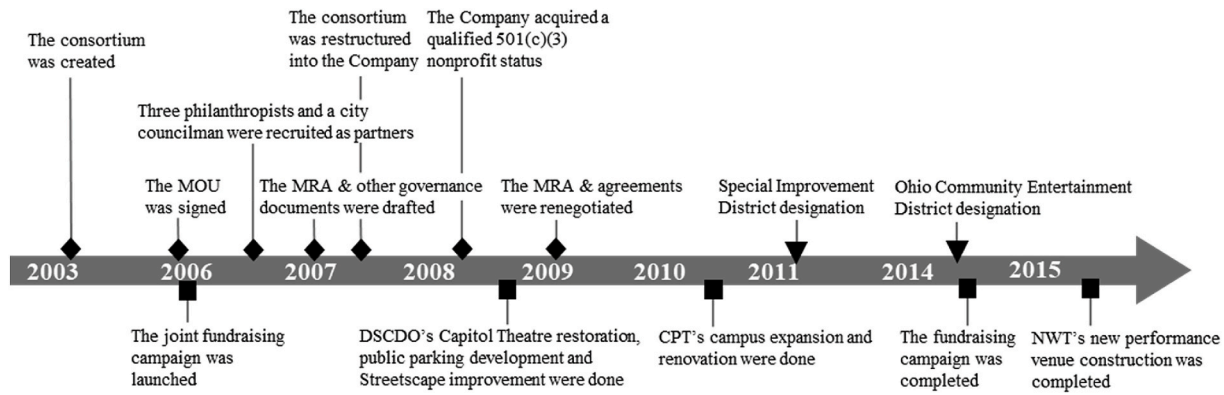 The consortium
was created
The consortium
was restructured
into the Company
The Company acquired a
qualified 501(c)(3)
nonprofit status
Three philanthropists and a city
councilman were recruited as partners
The MOU
was signed
The MRA & other governance
documents were drafted
The MRA & agreements
were renegotiated
Special Improvement
District designation
Ohio Community Entertainment
District designation
2003 2006 2007 2008 2009 2010 2011 2014 2015
The joint fundraising
campaign was
launched
DSCDO's Capitol Theatre restoration,
public parking development and
Streetscape improvement were done
CPT's campus expansion and
renovation were done
The fundraising
campaign was
completed
NWT's new performance
venue construction was
completed